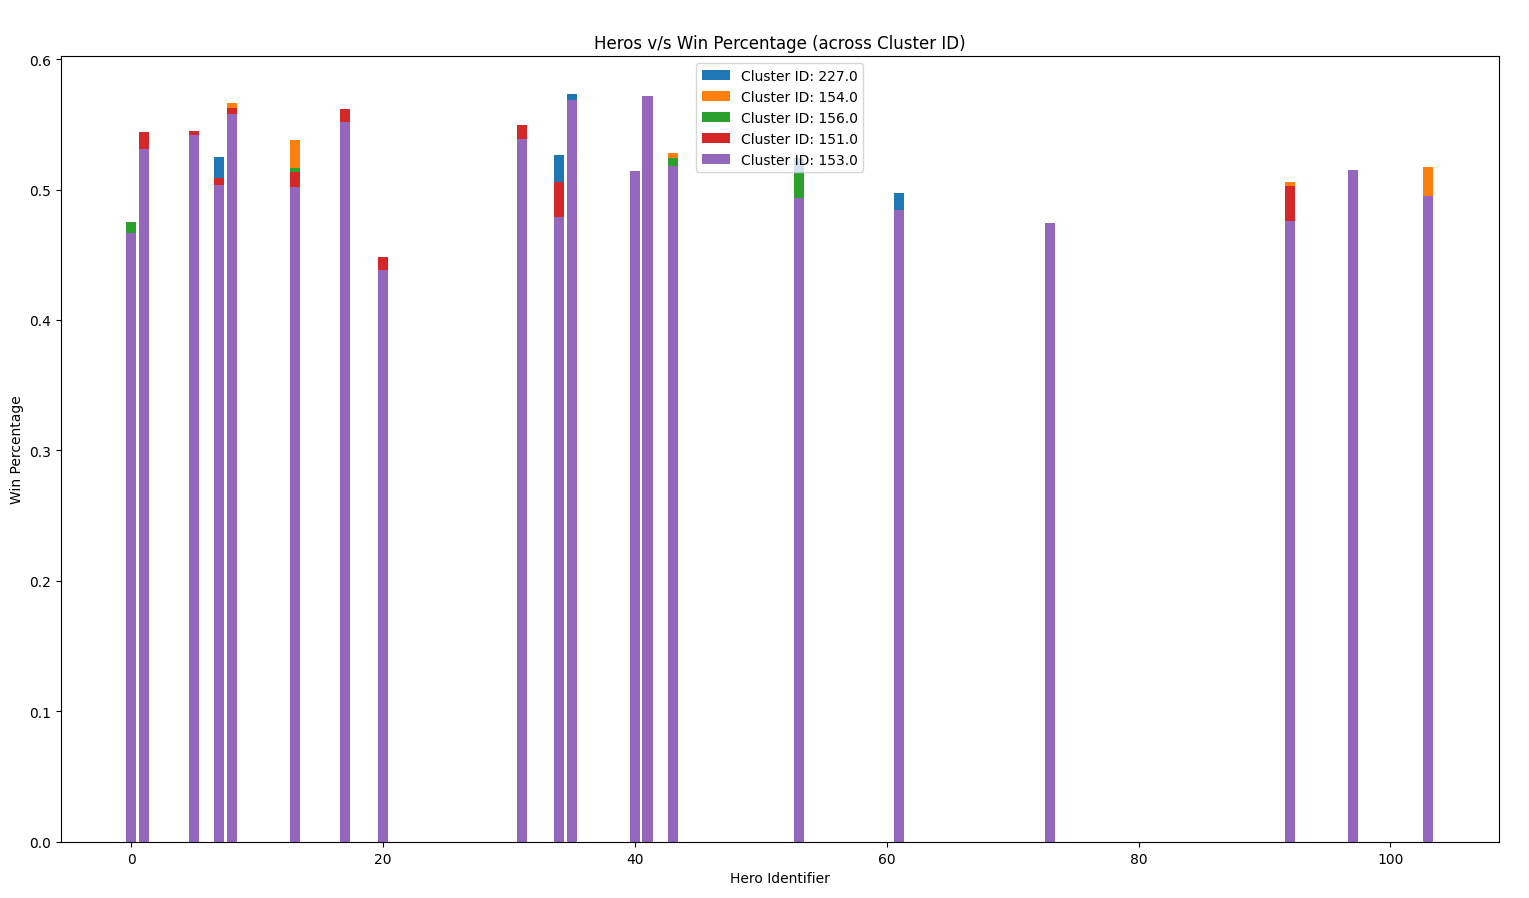 Heros v/s Win Percentage (across Cluster ID)
Cluster ID: 227.0
Cluster ID: 154.0
Cluster ID: 156.0
Cluster ID: 151.0
Cluster ID: 153.0
0.6
0.5
0.4
0.3
0.2
0.1
0.0
Win Percentage
0 20 40 60 80 100
Hero Identifier